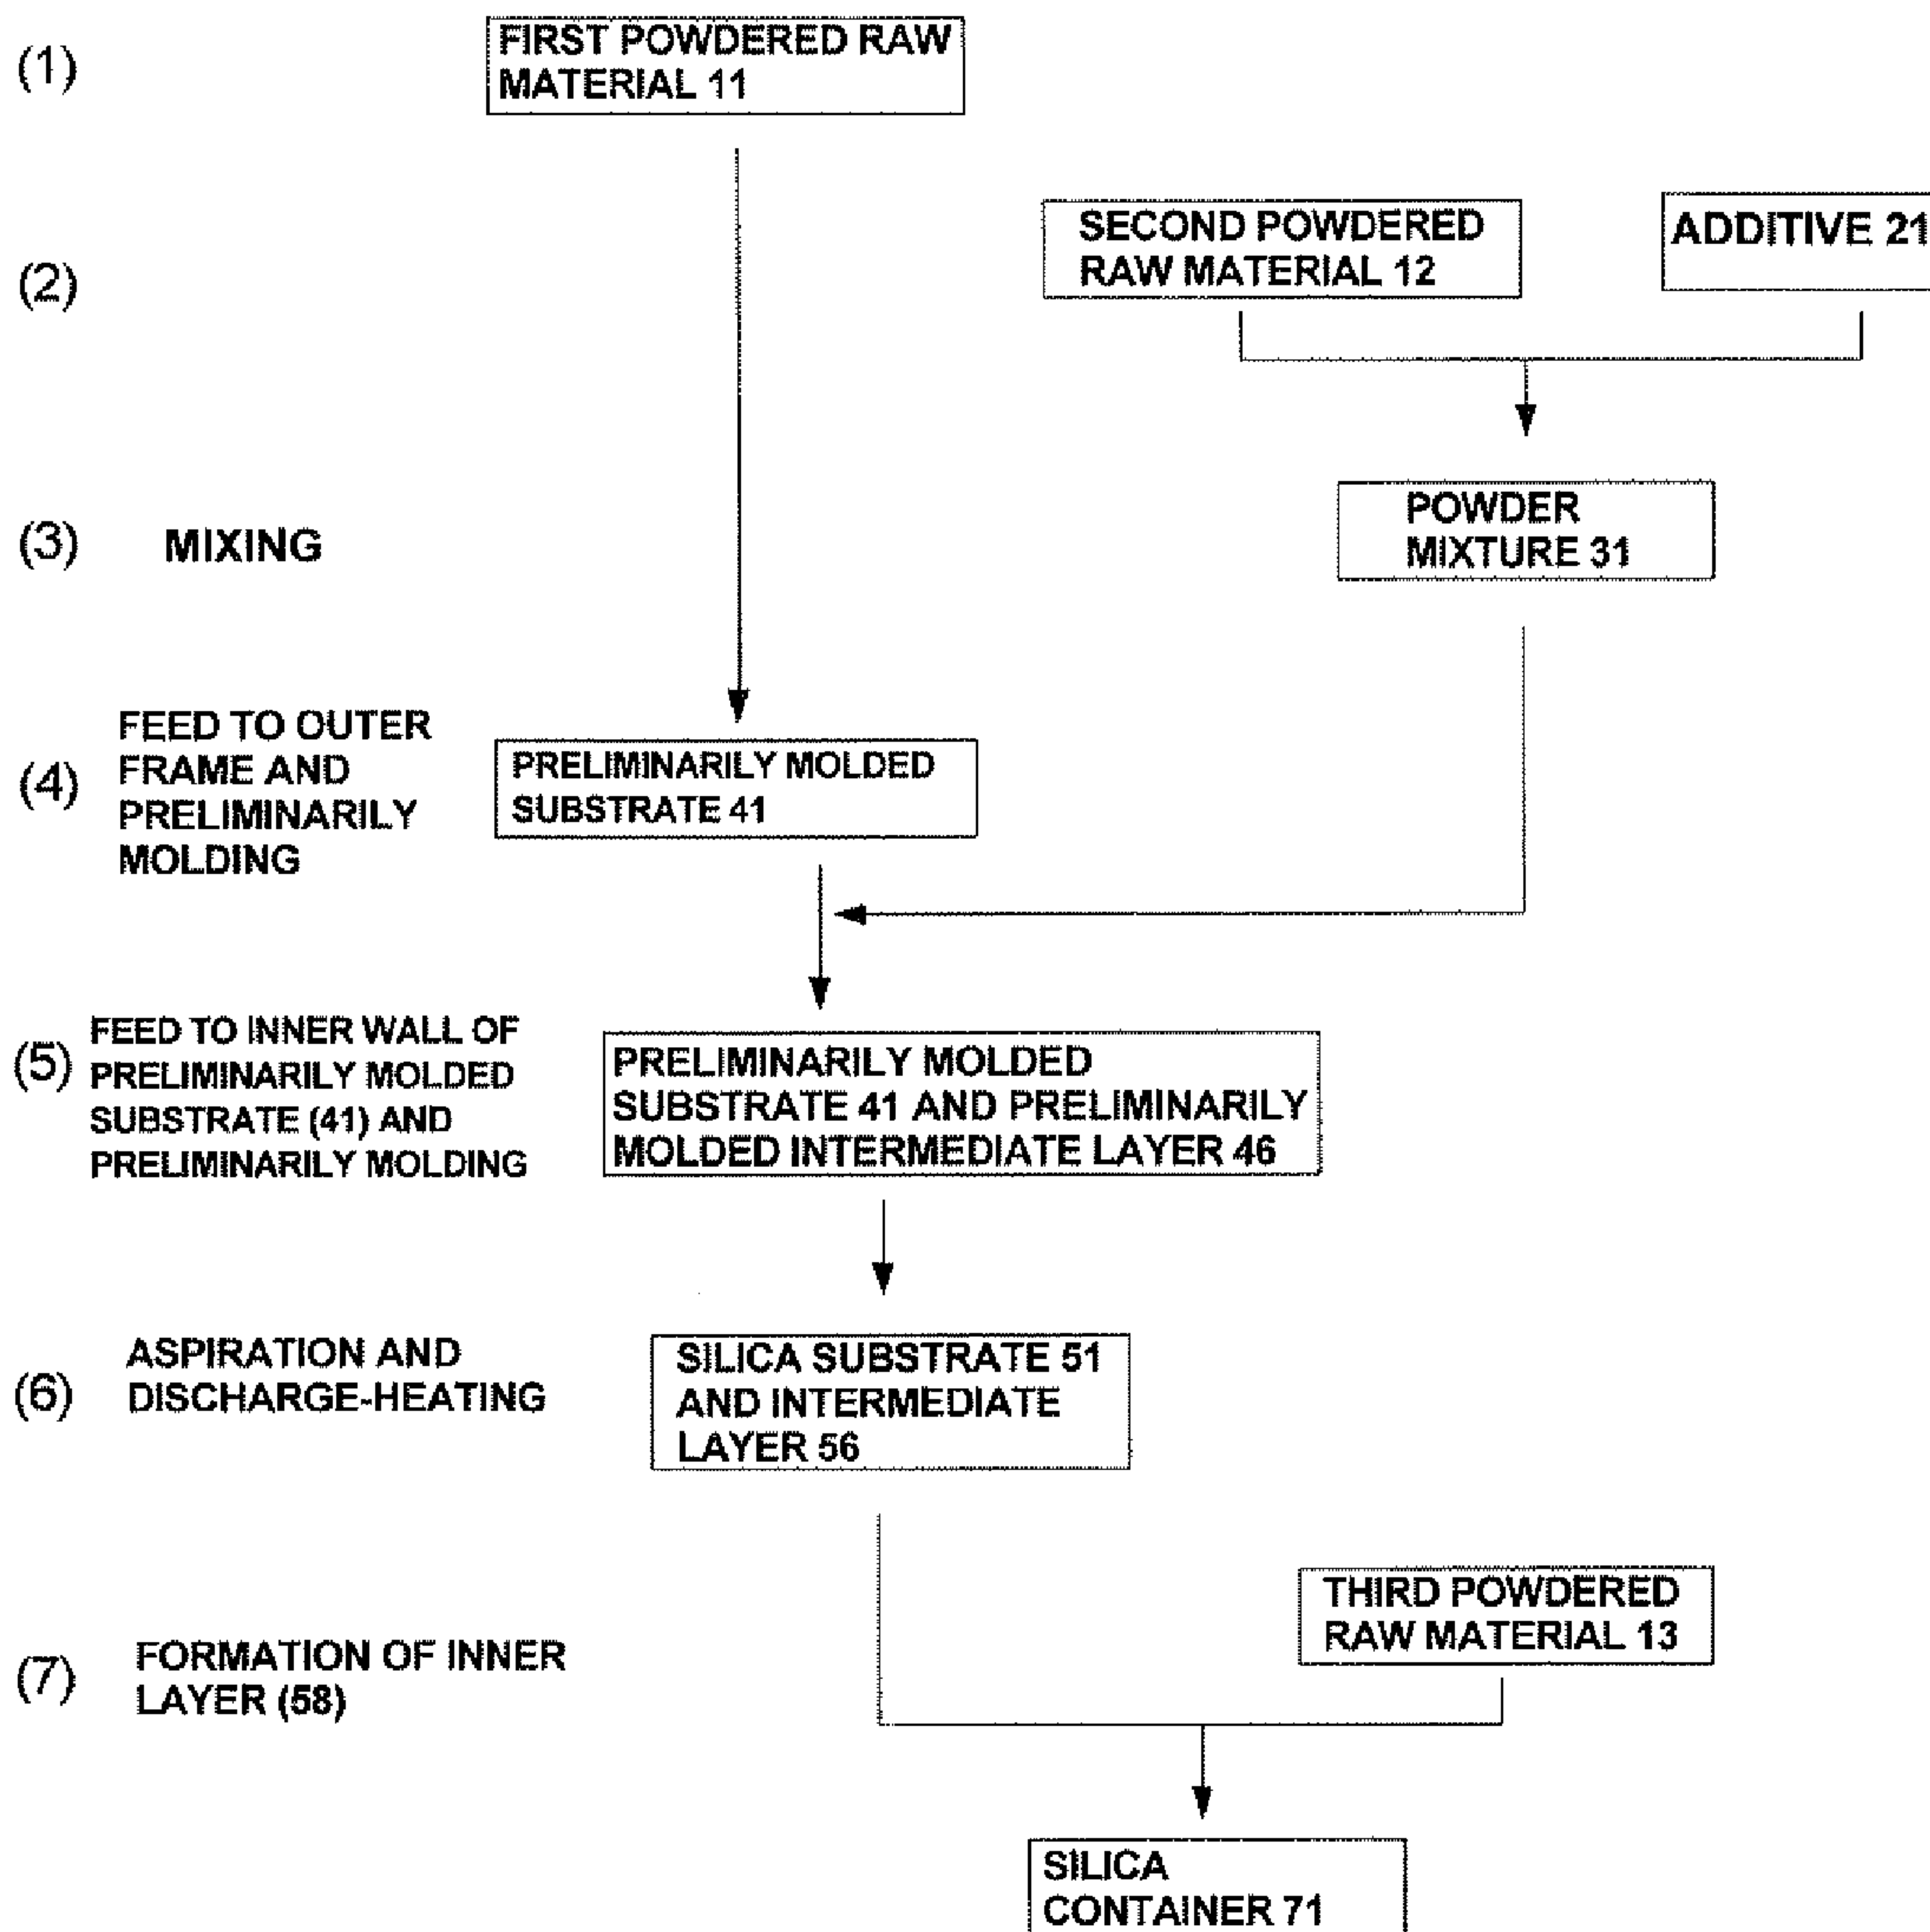 (1)
FIRST POWDERED RAW
MATERIAL 11
(2)
SECOND POWDERED
RAW MATERIAL 12
ADDITIVE 21
(3)
MIXING
POWDER
MIXTURE 31
(4)
FEED TO OUTER
FRAME AND
PRELIMINARILY
MOLDING
PRELIMINARILY MOLDED
SUBSTRATE 41
(5)
FEED TO INNER WALL OF
PRELIMINARILY MOLDED
SUBSTRATE (41) AND
PRELIMINARILY MOLDING
PRELIMINARILY MOLDED
SUBSTRATE 41 AND PRELIMINARILY
MOLDED INTERMEDIATE LAYER 46
(6)
ASPIRATION AND
DISCHARGE-HEATING
SILICA SUBSTRATE 51
AND INTERMEDIATE
LAYER 56
(7)
FORMATION OF INNER
LAYER (58)
THIRD POWDERED
RAW MATERIAL 13
SILICA
CONTAINER 71